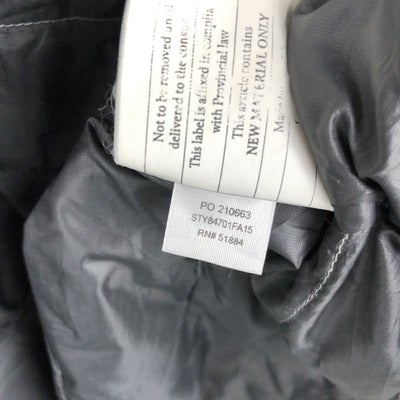 Not to be removed
delivered to the
This label is affixed in
with Provincial law
This article contains
NEW MATERIAL ONLY
PO 210663
STY84701FA15
RN# 51884